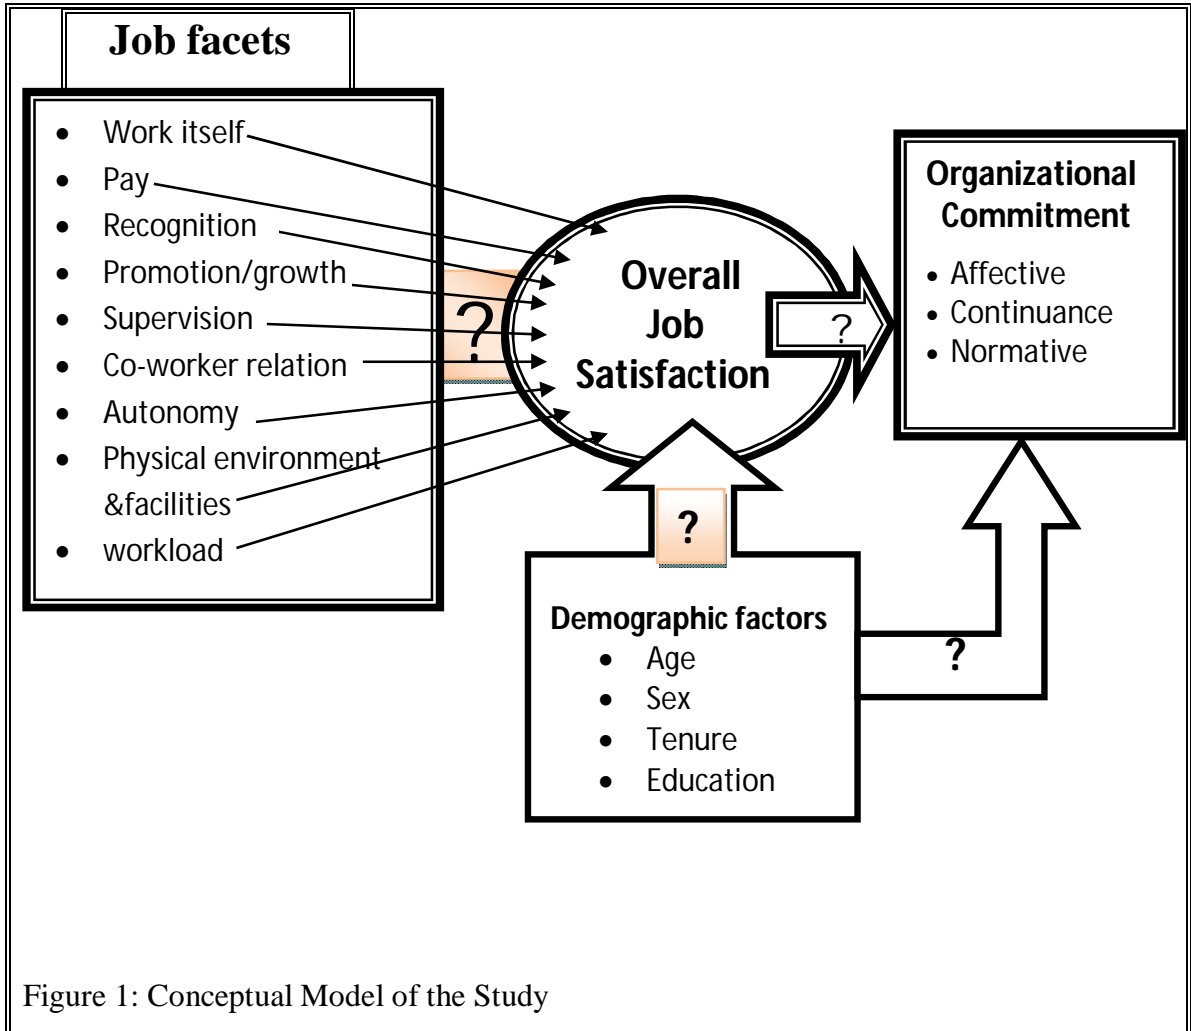 Job facets
• Work itself
• Pay
• Recognition
• Promotion/growth
• Supervision
• Co-worker relation
• Autonomy
• Physical environment
&facilities
• workload
?
Overall
Job
Satisfaction
?
Organizational
Commitment
• Affective
• Continuance
• Normative
?
Demographic factors
• Age
• Sex
• Tenure
• Education
?
Figure 1: Conceptual Model of the Study